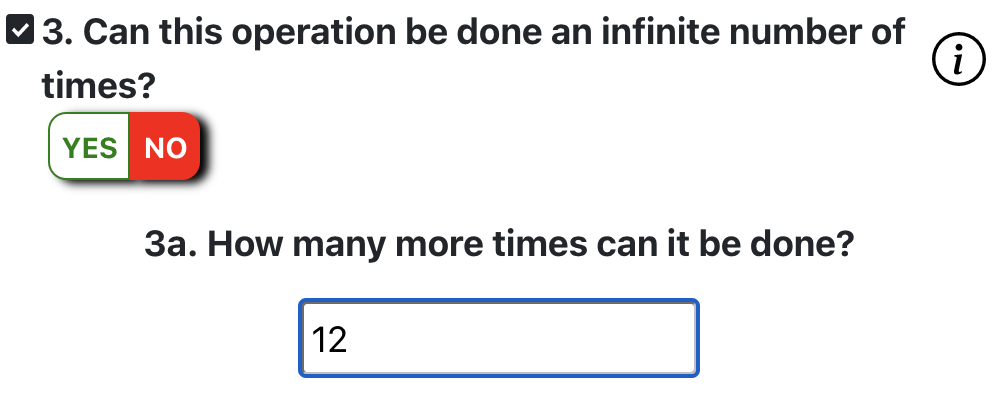 3. Can this operation be done an infinite number of
times?
i
YES NO
3a. How many more times can it be done?
12